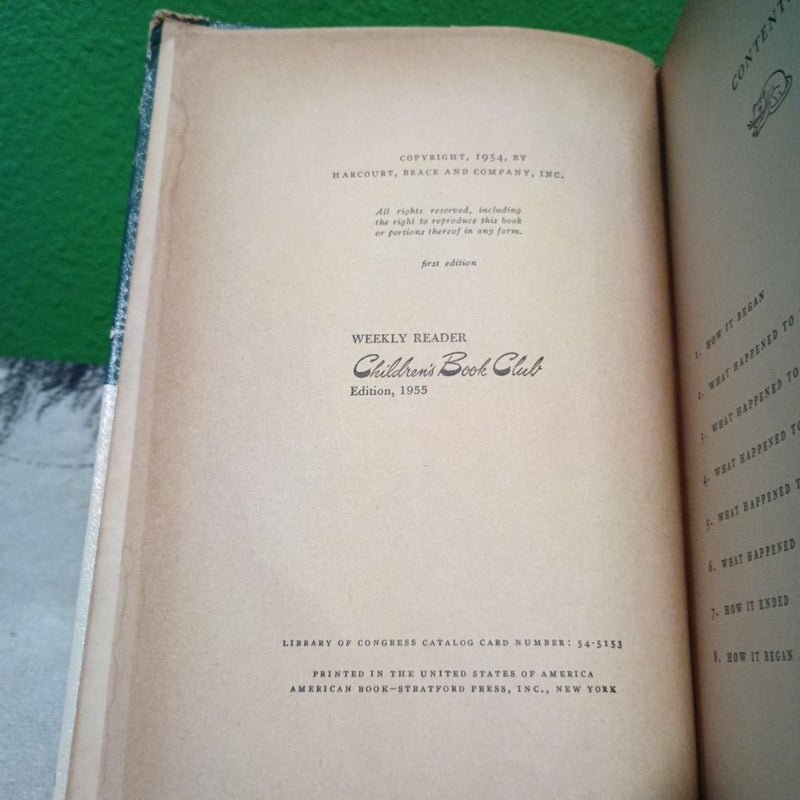 COPYRIGHT, 1954, BY
HARCOURT, BRACE AND COMPANY, INC.
All rights reserved, including
the right to reproduce this book
or portions thereof in any form.
first edition
WEEKLY READER
Children's Book Club
Edition, 1955
LIBRARY OF CONGRESS CATALOG CARD NUMBER: 54-5153
PRINTED IN THE UNITED STATES OF AMERICA
AMERICAN BOOK—STRATFORD PRESS, INC., NEW YORK
1. HOW IT BEGAN
2. WHAT HAPPENED TO
3. WHAT HAPPENED TO
4. WHAT HAPPENED TO
5. WHAT HAPPENED
6. WHAT HAPPENED
7. HOW IT ENDED
8. HOW IT BEGAN